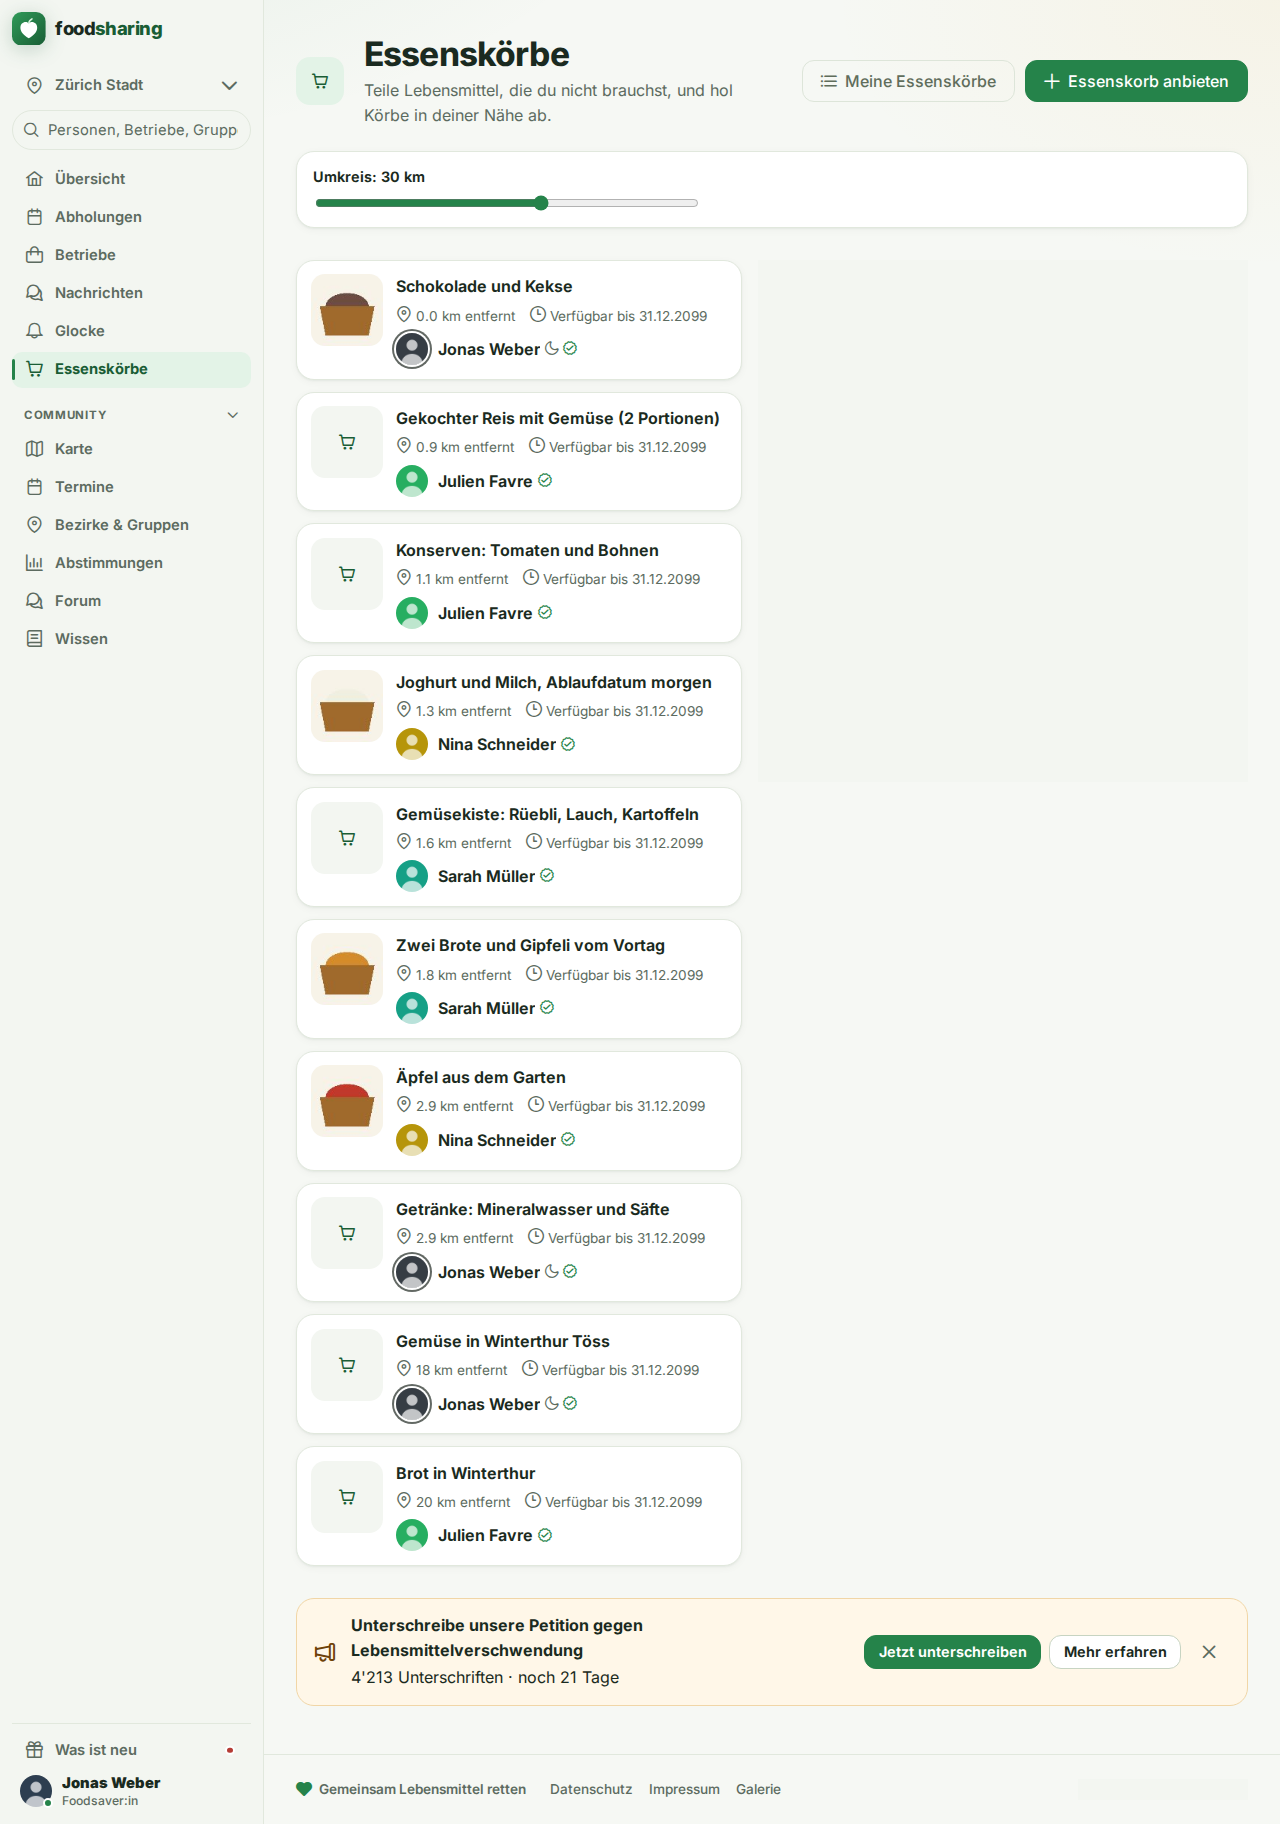 foodsharing
Zürich Stadt
Personen, Betriebe, Grupp
Übersicht
Abholungen
Betriebe
Nachrichten
Glocke
Essenskörbe
COMMUNITY
Karte
Termine
Bezirke & Gruppen
Abstimmungen
Forum
Wissen
Was ist neu
Jonas Weber
Foodsaver:in
Essenskörbe
Teile Lebensmittel, die du nicht brauchst, und hol
Körbe in deiner Nähe ab.
Meine Essenskörbe
Essenskorb anbieten
Umkreis: 30 km
Schokolade und Kekse
0.0 km entfernt Verfügbar bis 31.12.2099
Jonas Weber
Gekochter Reis mit Gemüse (2 Portionen)
0.9 km entfernt Verfügbar bis 31.12.2099
Julien Favre
Konserven: Tomaten und Bohnen
1.1 km entfernt Verfügbar bis 31.12.2099
Julien Favre
Joghurt und Milch, Ablaufdatum morgen
1.3 km entfernt Verfügbar bis 31.12.2099
Nina Schneider
Gemüsekiste: Rüebli, Lauch, Kartoffeln
1.6 km entfernt Verfügbar bis 31.12.2099
Sarah Müller
Zwei Brote und Gipfeli vom Vortag
1.8 km entfernt Verfügbar bis 31.12.2099
Sarah Müller
Äpfel aus dem Garten
2.9 km entfernt Verfügbar bis 31.12.2099
Nina Schneider
Getränke: Mineralwasser und Säfte
2.9 km entfernt Verfügbar bis 31.12.2099
Jonas Weber
Gemüse in Winterthur Töss
18 km entfernt Verfügbar bis 31.12.2099
Jonas Weber
Brot in Winterthur
20 km entfernt Verfügbar bis 31.12.2099
Julien Favre
Unterschreibe unsere Petition gegen
Lebensmittelverschwendung
4'213 Unterschriften · noch 21 Tage
Jetzt unterschreiben
Mehr erfahren
Gemeinsam Lebensmittel retten Datenschutz Impressum Galerie